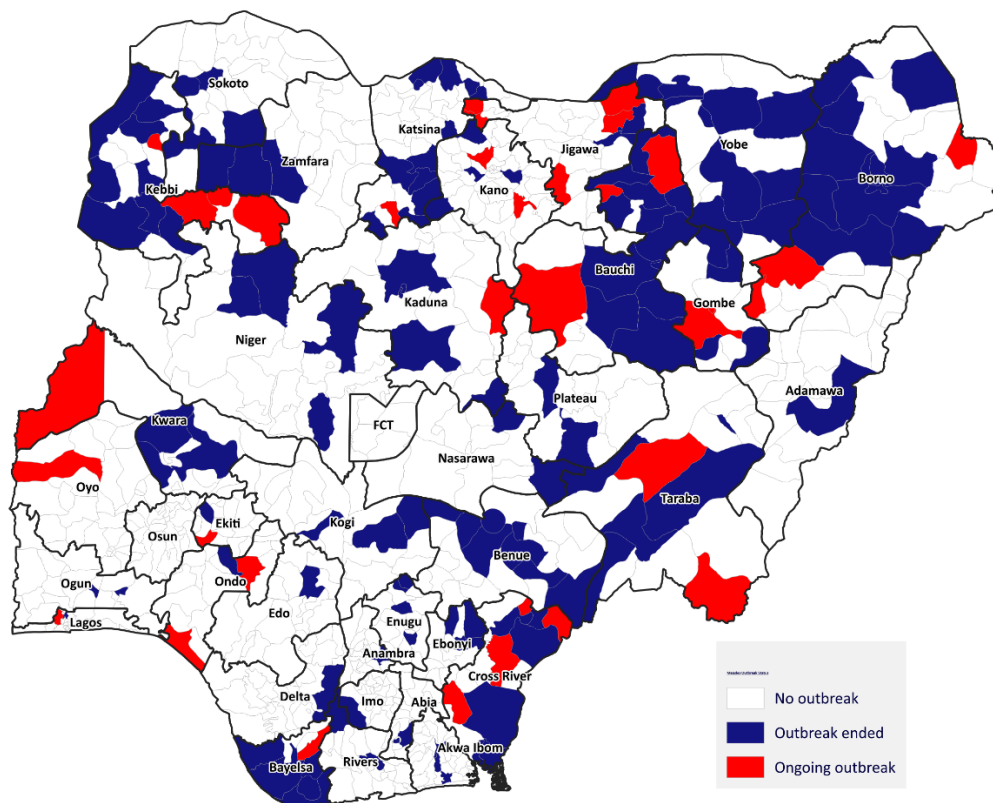 Sokoto
Katsina
Zamfara
Kebbi
Kano
Jigawa
Yobe
Borno
Bauchi
Gombe
Kaduna
Niger
Adamawa
Plateau
Kwara
FCT
Nasarawa
Oyo
Taraba
Kogi
Benue
Osun
Ekiti
Ogun
Ondo
Edo
Enugu
Ebonyi
Lagos
Anambra
Cross River
Delta
Imo
Abia
Akwa Ibom
Rivers
Bayelsa
No outbreak
Outbreak ended
Ongoing outbreak